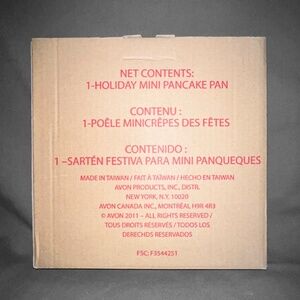 NET CONTENTS:
1-HOLIDAY MINI PANCAKE PAN
CONTENU :
1-POÊLE MINICRÊPES DES FÊTES
CONTENIDO :
1 –SARTÉN FESTIVA PARA MINI PANQUEQUES
MADE IN TAIWAN / FAIT À TAÏWAN / HECHO EN TAIWAN
AVON PRODUCTS, INC., DISTR.
NEW YORK, N.Y. 10020
AVON CANADA INC., MONTRÉAL H9R 4R3
© AVON 2011 – ALL RIGHTS RESERVED /
TOUS DROITS RÉSERVÉS / TODOS LOS
DERECHOS RESERVADOS
FSC: F3544251